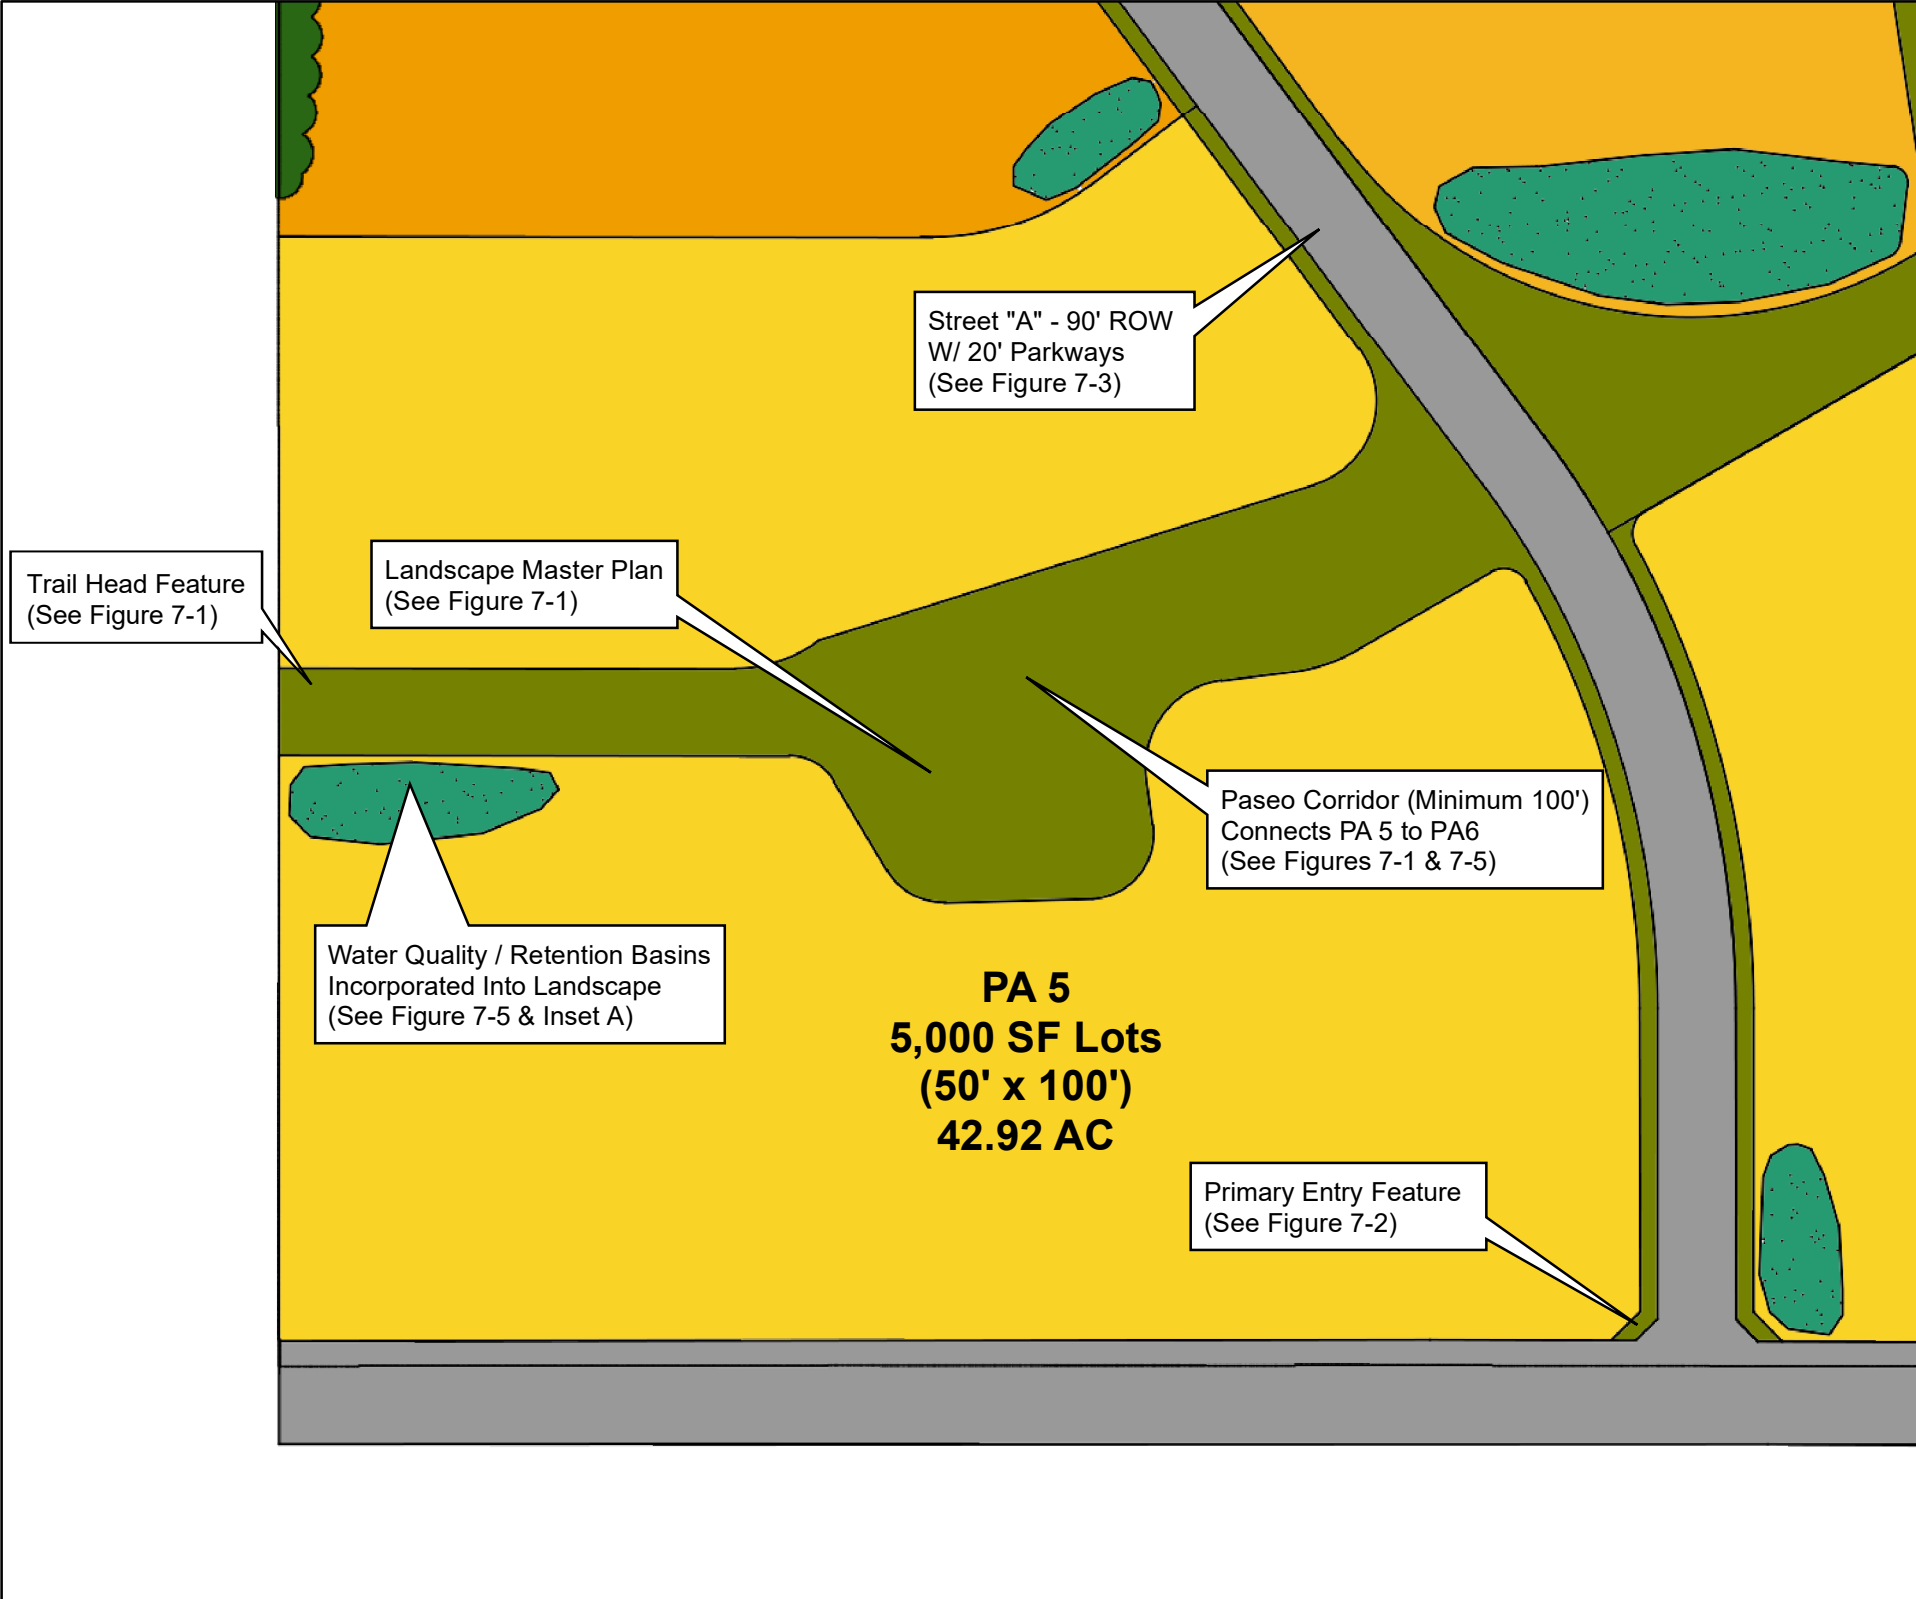 Street "A" - 90' ROW
W/ 20' Parkways
(See Figure 7-3)
Trail Head Feature
(See Figure 7-1)
Landscape Master Plan
(See Figure 7-1)
Paseo Corridor (Minimum 100')
Connects PA 5 to PA6
(See Figures 7-1 & 7-5)
Water Quality / Retention Basins
Incorporated Into Landscape
(See Figure 7-5 & Inset A)
PA 5
5,000 SF Lots
(50' x 100')
42.92 AC
Primary Entry Feature
(See Figure 7-2)